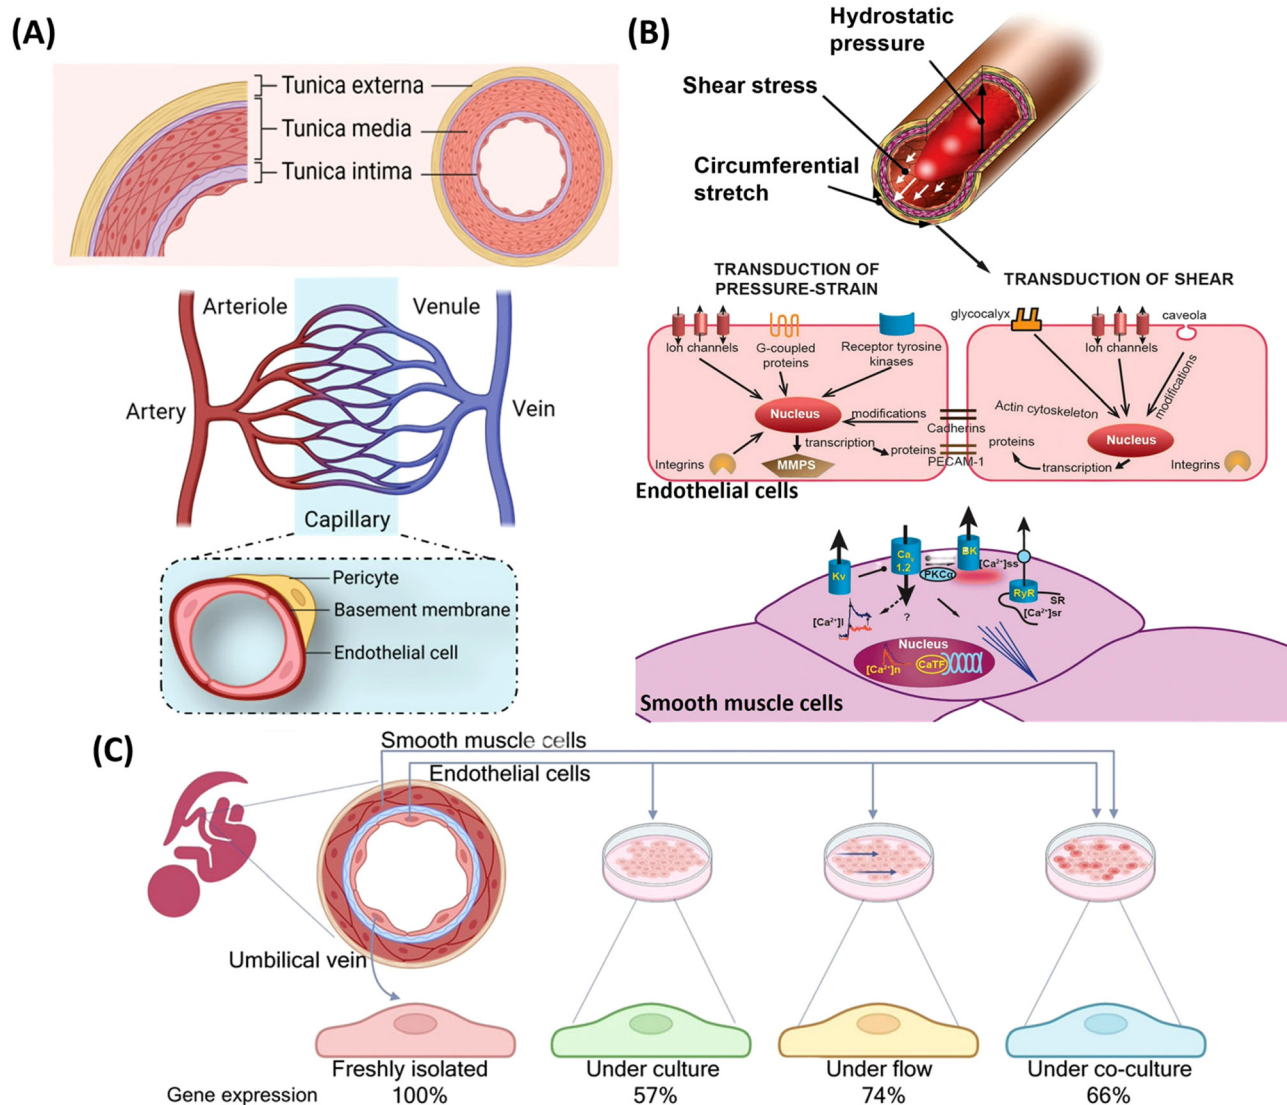 (A)
Tunica externa
Tunica media
Tunica intima
Arteriole
Venule
Artery
Vein
Capillary
Pericyte
Basement membrane
Endothelial cell
(B)
Hydrostatic
pressure
Shear stress
Circumferential
stretch
TRANSDUCTION OF
PRESSURE-STRAIN
Ion channels
G-coupled
proteins
Receptor tyrosine
kinases
Nucleus
modifications
Cadherins
transcription
proteins
PECAM-1
Integrins
MMPS
TRANSDUCTION OF SHEAR
glycocalyx
Ion channels
caveola
modifications
Actin cytoskeleton
Nucleus
proteins
transcription
Integrins
Endothelial cells
Kv
Cav
1.2
PKCα
BK
[Ca²⁺]ss
RyR
SR
[Ca²⁺]sr
[Ca²⁺]I
?
Nucleus
[Ca²⁺]n
CaTF
Smooth muscle cells
(C)
Smooth muscle cells
Endothelial cells
Umbilical vein
Freshly isolated
Under culture
Under flow
Under co-culture
Gene expression
100%
57%
74%
66%